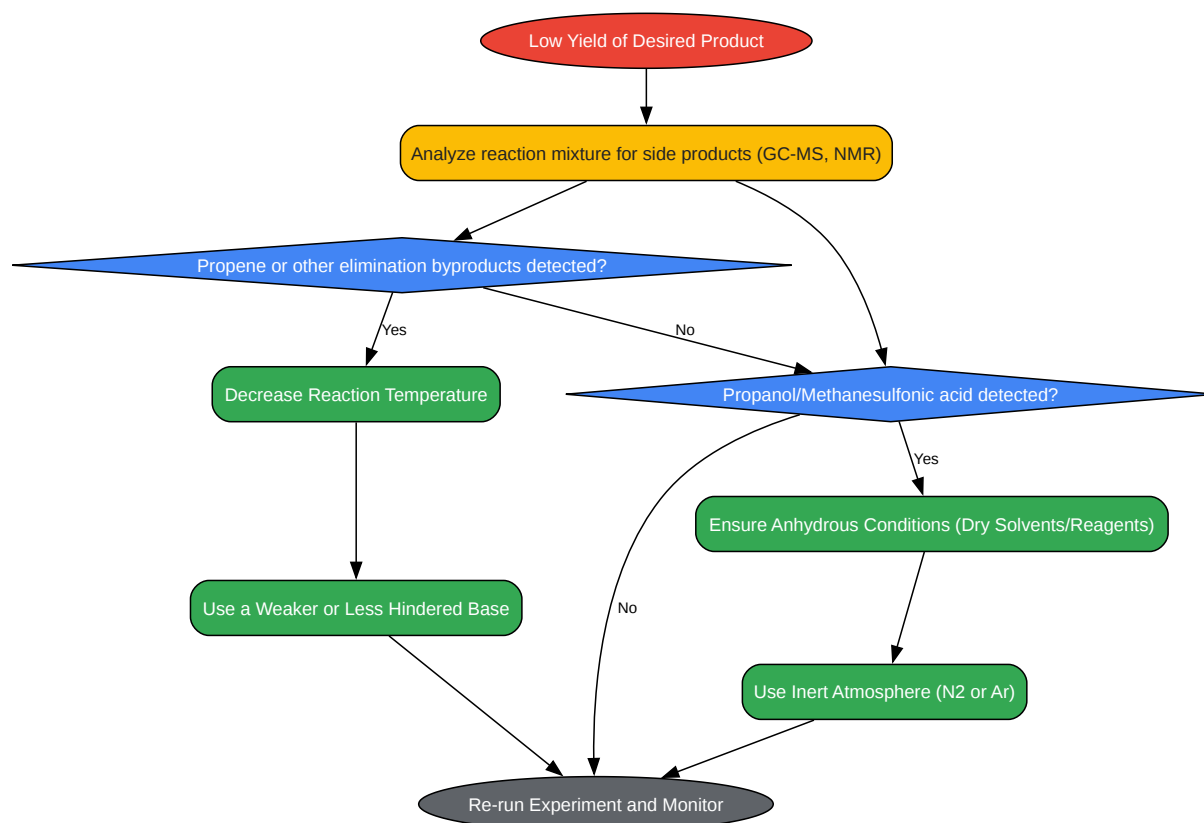 Low Yield of Desired Product
Analyze reaction mixture for side products (GC-MS, NMR)
Propene or other elimination byproducts detected?
Yes
No
Decrease Reaction Temperature
Propanol/Methanesulfonic acid detected?
Yes
Ensure Anhydrous Conditions (Dry Solvents/Reagents)
Use a Weaker or Less Hindered Base
No
Use Inert Atmosphere (N2 or Ar)
Re-run Experiment and Monitor